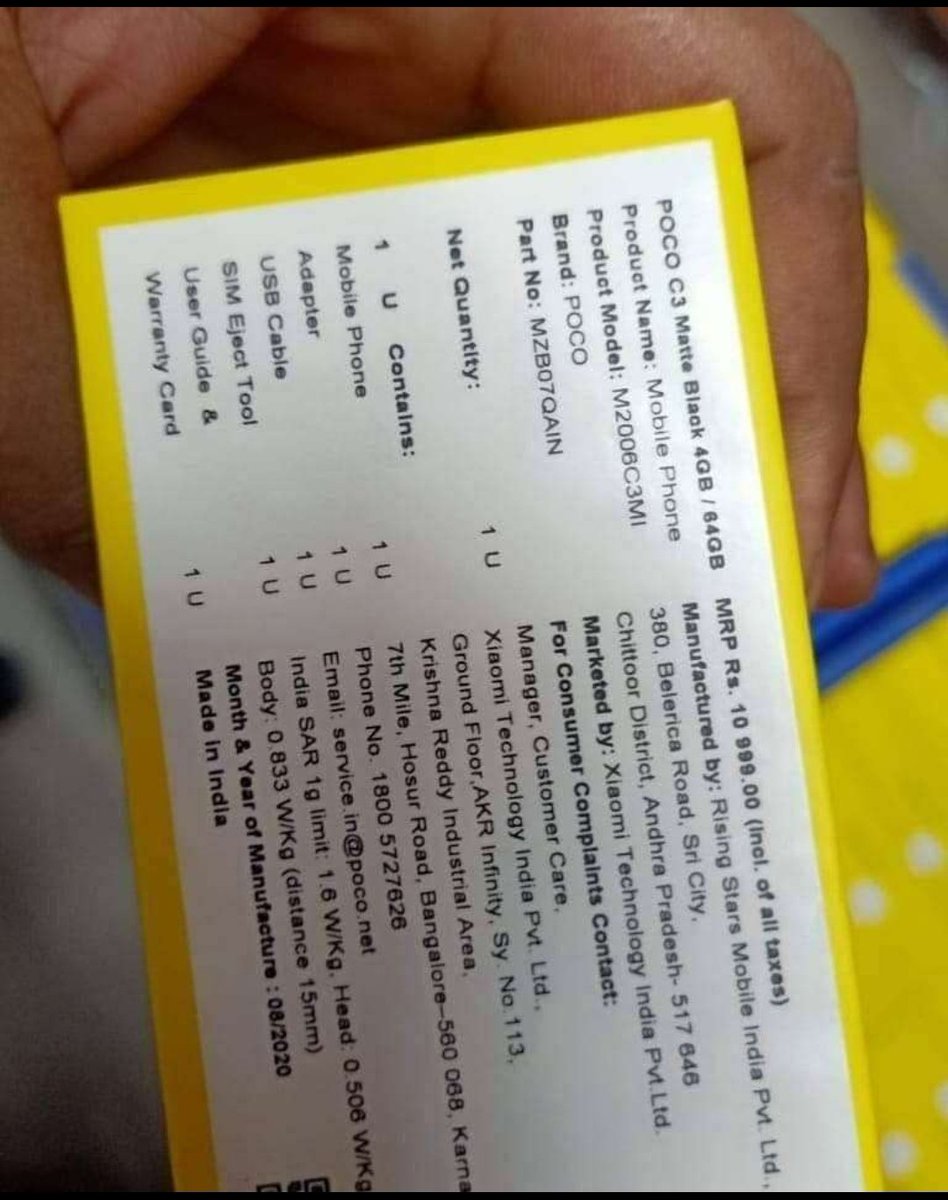 POCO C3 Matte Black 4GB / 64GB
Product Name: Mobile Phone
Product Model: M2006C3MI
Brand: POCO
Part No: MZB07QAIN
Net Quantity: 1 U
1 U Contains:
Mobile Phone 1 U
Adapter 1 U
USB Cable 1 U
SIM Eject Tool 1 U
User Guide &
Warranty Card 1 U
MRP Rs. 10 999.00 (Incl. of all taxes)
Manufactured by: Rising Stars Mobile India Pvt. Ltd.,
380, Belerica Road, Sri City,
Chittoor District, Andhra Pradesh- 517 646
Marketed by: Xiaomi Technology India Pvt.Ltd.
For Consumer Complaints Contact:
Manager, Customer Care,
Xiaomi Technology India Pvt. Ltd.,
Ground Floor,AKR Infinity, Sy. No.113,
Krishna Reddy Industrial Area,
7th Mile, Hosur Road, Bangalore–560 068, Karna
Phone No. 1800 5727626
Email: service.in@poco.net
India SAR 1g limit: 1.6 W/Kg, Head: 0.506 W/Kg
Body: 0.833 W/Kg (distance 15mm)
Month & Year of Manufacture : 08/2020
Made in India